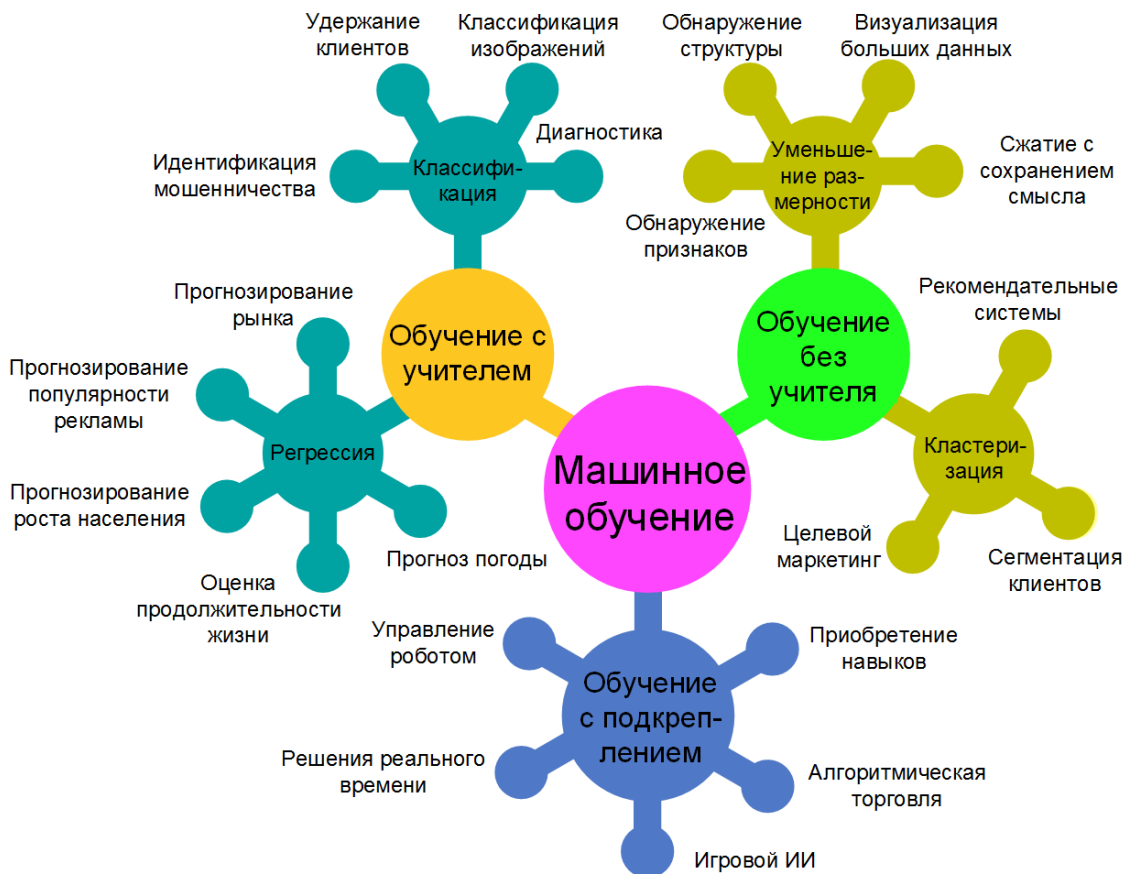 Удержание
клиентов
Классификация
изображений
Идентификация
мошенничества
Диагностика
Классифи-
кация
Обнаружение
структуры
Визуализация
больших данных
Сжатие с
сохранением
смысла
Уменьше-
ние раз-
мерности
Обнаружение
признаков
Обучение с
учителем
Обучение
без
учителя
Прогнозирование
рынка
Прогнозирование
популярности
рекламы
Регрессия
Прогнозирование
роста населения
Оценка
продолжительности
жизни
Прогноз погоды
Машинное
обучение
Рекомендательные
системы
Кластери-
зация
Целевой
маркетинг
Сегментация
клиентов
Управление
роботом
Приобретение
навыков
Обучение
с подкреп-
лением
Решения реального
времени
Алгоритмическая
торговля
Игровой ИИ